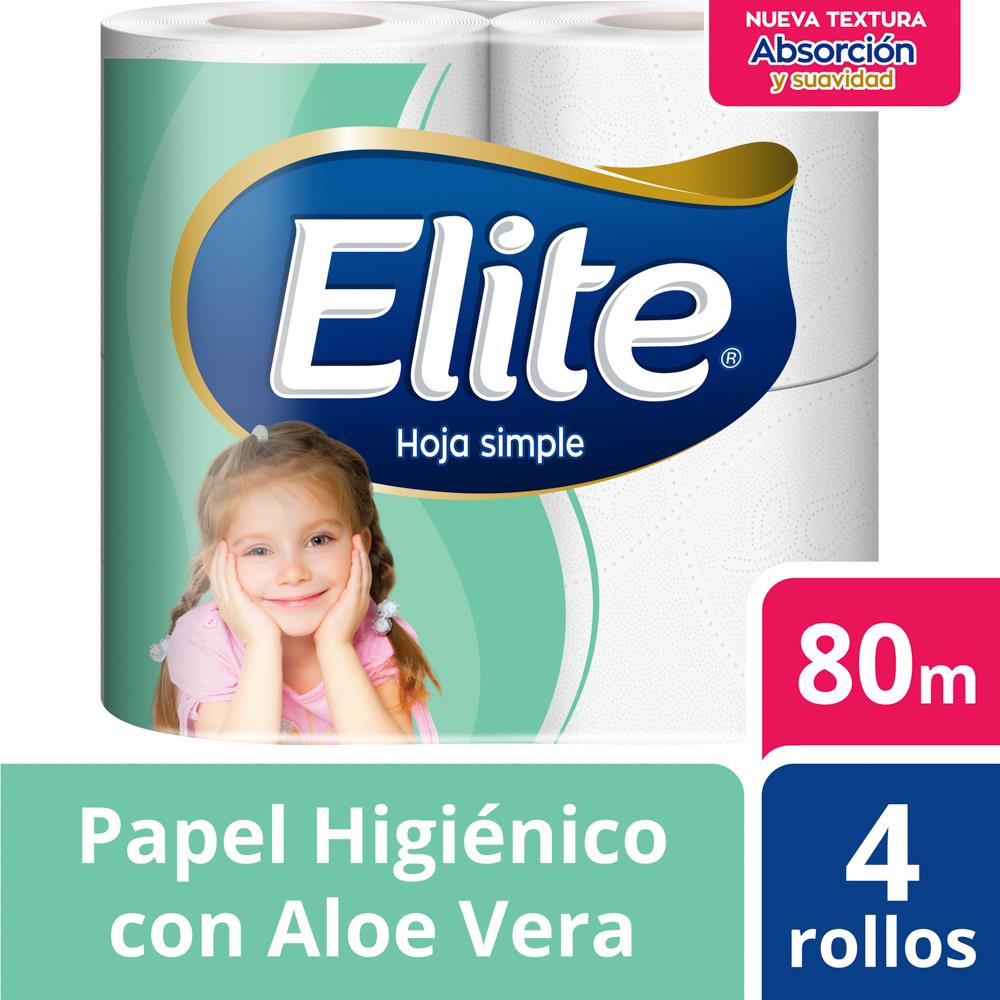 NUEVA TEXTURA
Absorción
y suavidad
Elite®
Hoja simple
80m
Papel Higiénico
con Aloe Vera
4
rollos